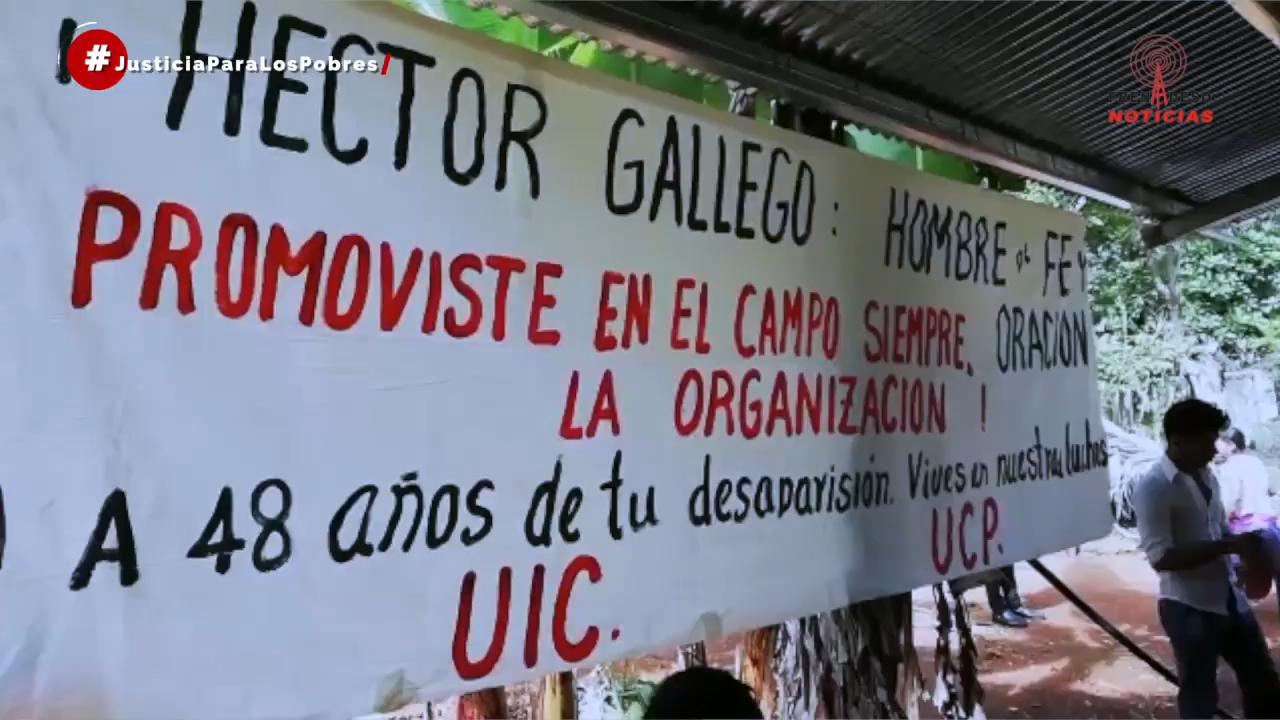 #JusticiaParaLosPobres/
FRENADESO
NOTICIAS
HECTOR GALLEGO: HOMBRE de FE Y
PROMOVISTE EN EL CAMPO SIEMPRE, ORACION
LA ORGANIZACION !
A 48 años de tu desaparisión. Vives en nuestras luchas
UIC. UCP.